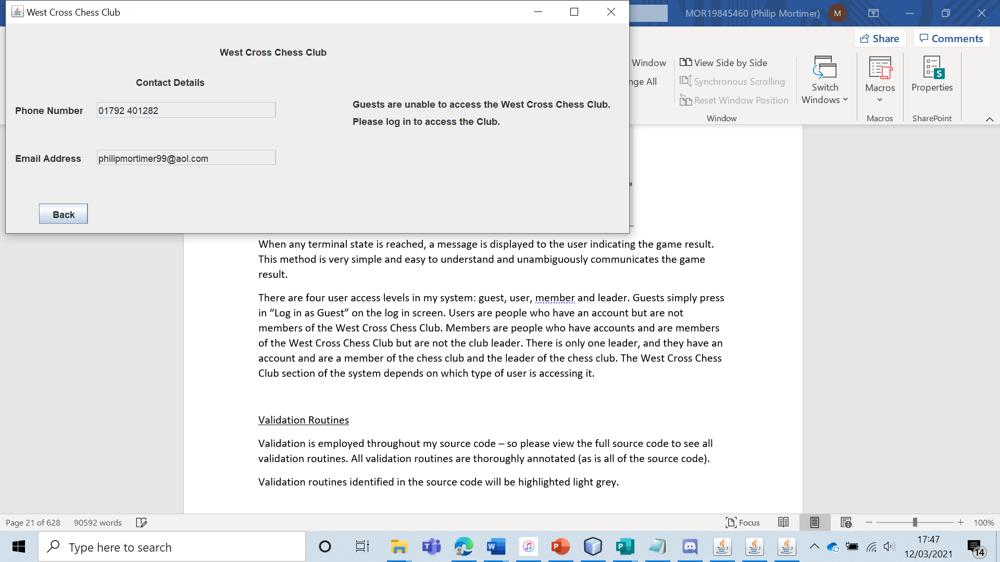 West Cross Chess Club
MOR19845460 (Philip Mortimer)
M
Share
Comments
West Cross Chess Club
Contact Details
Phone Number
01792 401282
Guests are unable to access the West Cross Chess Club.
Please log in to access the Club.
Email Address
philipmortimer99@aol.com
Back
Window
nge All
View Side by Side
Synchronous Scrolling
Reset Window Position
Window
Switch
Windows
Macros
Macros
Properties
SharePoint
When any terminal state is reached, a message is displayed to the user indicating the game result.
This method is very simple and easy to understand and unambiguously communicates the game
result.
There are four user access levels in my system: guest, user, member and leader. Guests simply press
in “Log in as Guest” on the log in screen. Users are people who have an account but are not
members of the West Cross Chess Club. Members are people who have accounts and are members
of the West Cross Chess Club but are not the club leader. There is only one leader, and they have an
account and are a member of the chess club and the leader of the chess club. The West Cross Chess
Club section of the system depends on which type of user is accessing it.
Validation Routines
Validation is employed throughout my source code – so please view the full source code to see all
validation routines. All validation routines are thoroughly annotated (as is all of the source code).
Validation routines identified in the source code will be highlighted light grey.
Page 21 of 628
90592 words
Focus
100%
Type here to search
17:47
12/03/2021
14